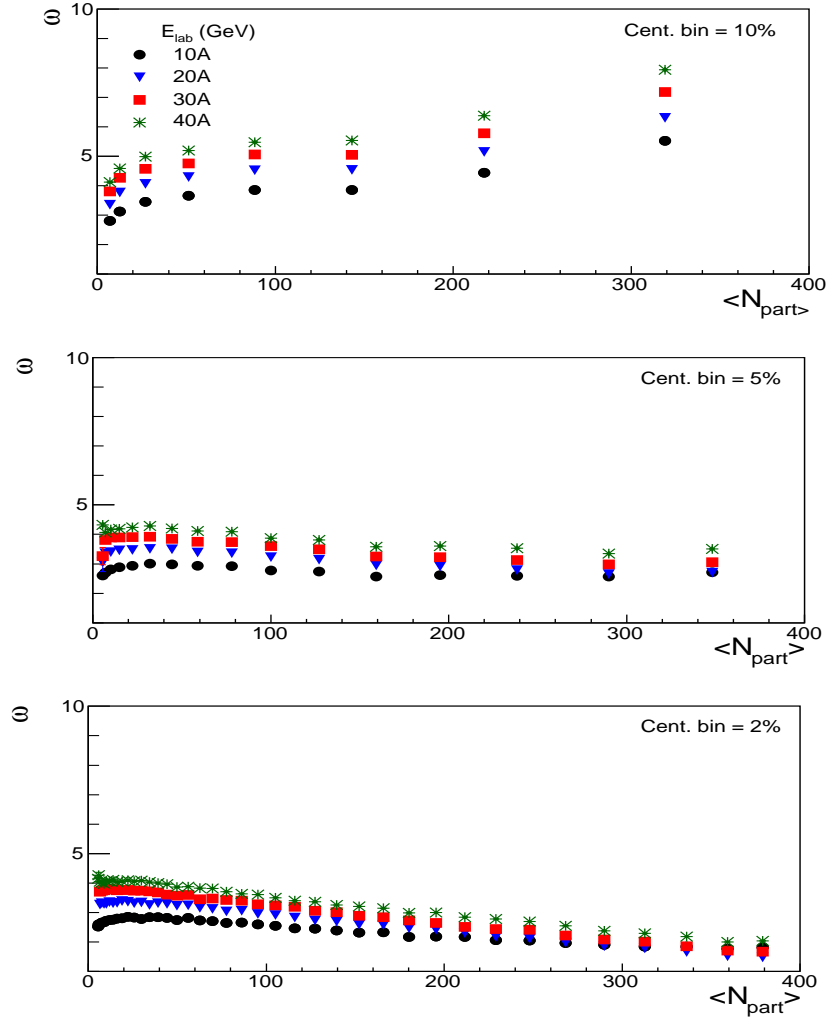 ω
10
E_lab (GeV)
Cent. bin = 10%
10A
20A
30A
40A
5
0 100 200 300 400
<N_part>
ω
10
Cent. bin = 5%
5
0 100 200 300 400
<N_part>
ω
10
Cent. bin = 2%
5
0 100 200 300 400
<N_part>